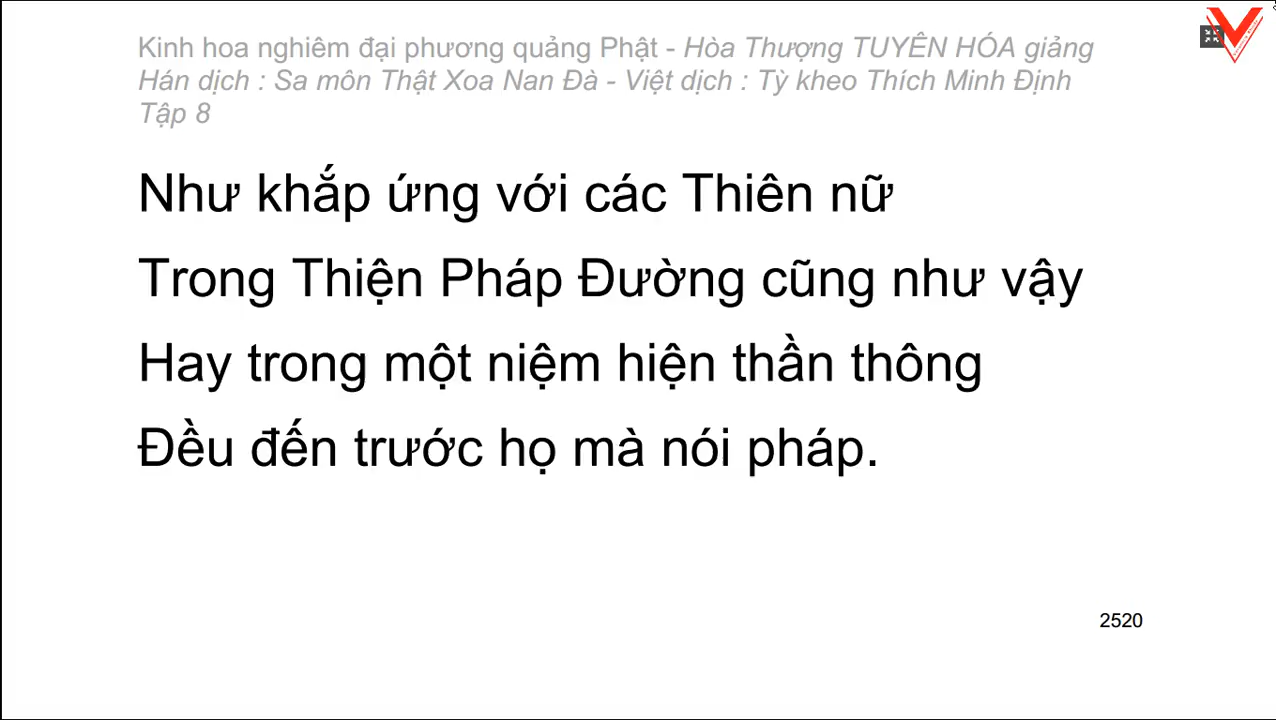 Kinh hoa nghiêm đại phương quảng Phật - Hòa Thượng TUYÊN HÓA giảng
Hán dịch : Sa môn Thật Xoa Nan Đà - Việt dịch : Tỳ kheo Thích Minh Định
Tập 8
Như khắp ứng với các Thiên nữ
Trong Thiện Pháp Đường cũng như vậy
Hay trong một niệm hiện thần thông
Đều đến trước họ mà nói pháp.
2520